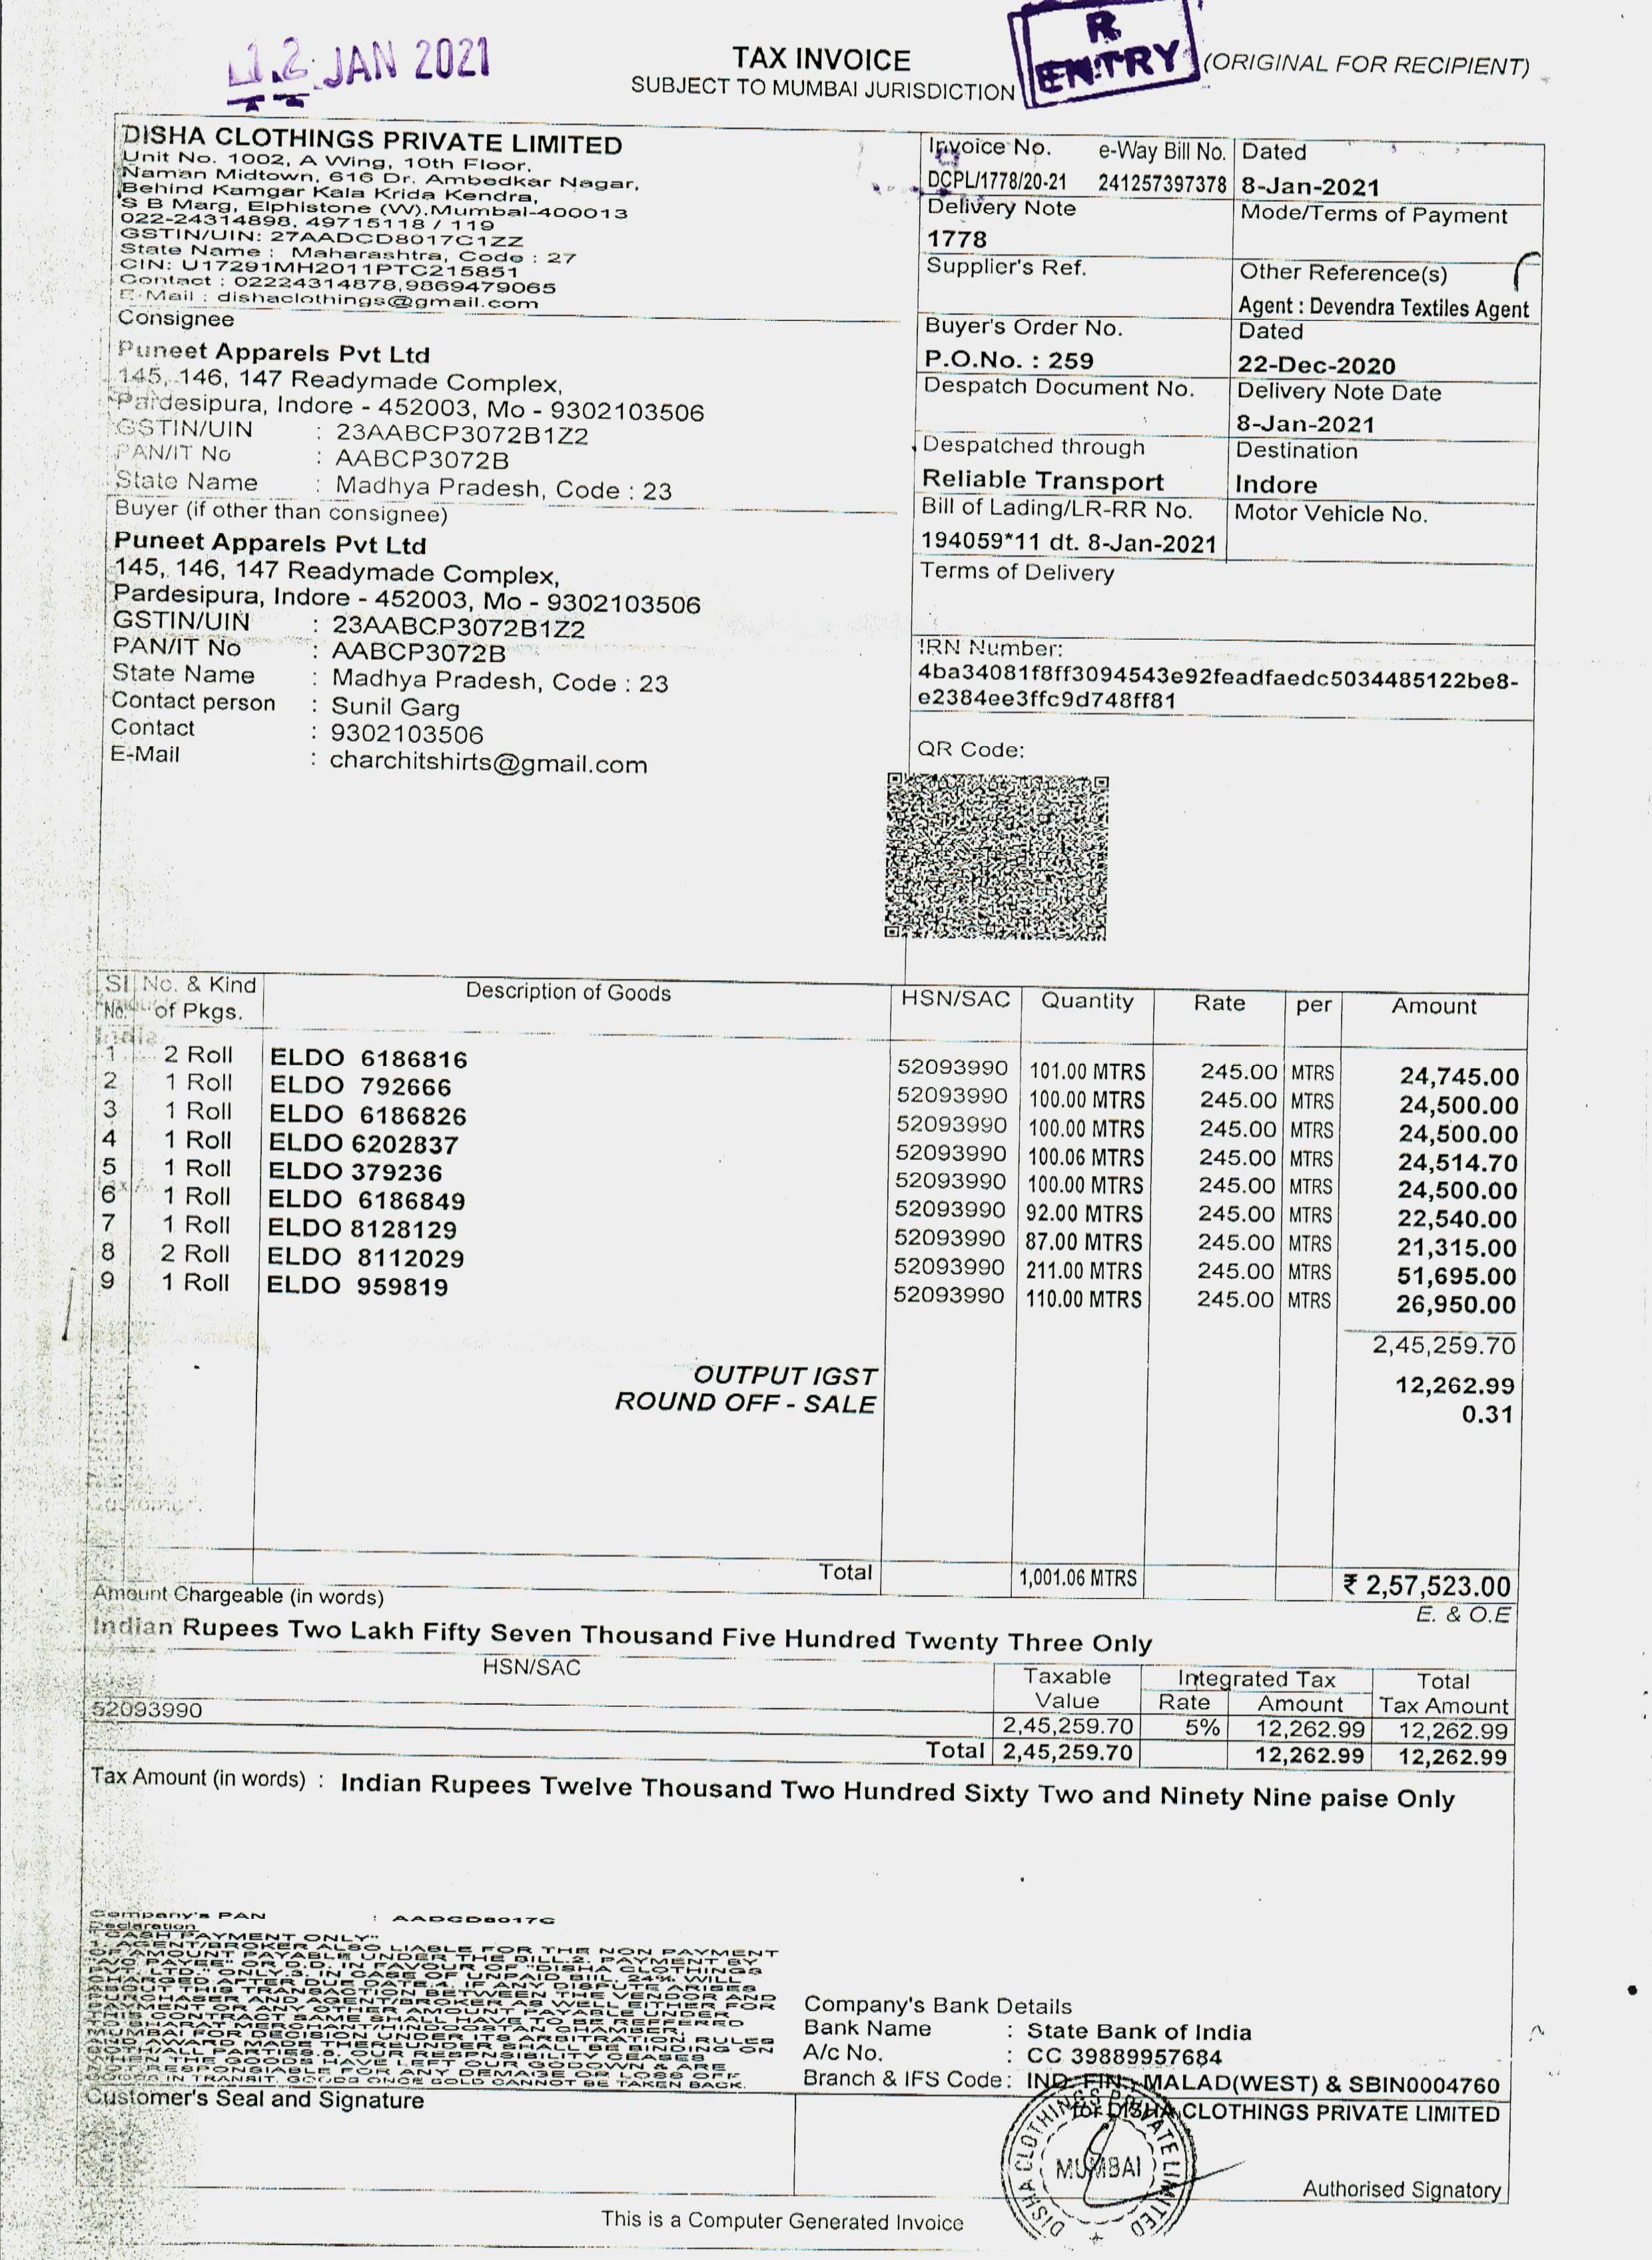 12 JAN 2021
TAX INVOICE
SUBJECT TO MUMBAI JURISDICTION
R
ENTRY
(ORIGINAL FOR RECIPIENT)
DISHA CLOTHINGS PRIVATE LIMITED
Unit No. 1002, A Wing, 10th Floor,
Naman Midtown, 616 Dr. Ambedkar Nagar,
Behind Kamgar Kala Krida Kendra,
S B Marg, Elphistone (W),Mumbai-400013
022-24314898, 49715118 / 119
GSTIN/UIN: 27AADCD8017C1ZZ
State Name : Maharashtra, Code : 27
CIN: U17291MH2011PTC215851
Contact : 02224314878,9869479065
E-Mail : dishaclothings@gmail.com
Invoice No. e-Way Bill No. Dated
DCPL/1778/20-21 241257397378 8-Jan-2021
Delivery Note Mode/Terms of Payment
1778
Supplier's Ref. Other Reference(s)
Agent : Devendra Textiles Agent
Buyer's Order No. Dated
P.O.No. : 259 22-Dec-2020
Despatch Document No. Delivery Note Date
8-Jan-2021
Despatched through Destination
Reliable Transport Indore
Bill of Lading/LR-RR No. Motor Vehicle No.
194059*11 dt. 8-Jan-2021
Terms of Delivery
Consignee
Puneet Apparels Pvt Ltd
145, 146, 147 Readymade Complex,
Pardesipura, Indore - 452003, Mo - 9302103506
GSTIN/UIN : 23AABCP3072B1Z2
PAN/IT No : AABCP3072B
State Name : Madhya Pradesh, Code : 23
Buyer (if other than consignee)
Puneet Apparels Pvt Ltd
145, 146, 147 Readymade Complex,
Pardesipura, Indore - 452003, Mo - 9302103506
GSTIN/UIN : 23AABCP3072B1Z2
PAN/IT No : AABCP3072B
State Name : Madhya Pradesh, Code : 23
Contact person : Sunil Garg
Contact : 9302103506
E-Mail : charchitshirts@gmail.com
IRN Number:
4ba34081f8ff3094543e92feadfaedc5034485122be8-
e2384ee3ffc9d748ff81
QR Code:
Sl No. & Kind Description of Goods HSN/SAC Quantity Rate per Amount
No. of Pkgs.
1 2 Roll ELDO 6186816 52093990 101.00 MTRS 245.00 MTRS 24,745.00
2 1 Roll ELDO 792666 52093990 100.00 MTRS 245.00 MTRS 24,500.00
3 1 Roll ELDO 6186826 52093990 100.00 MTRS 245.00 MTRS 24,500.00
4 1 Roll ELDO 6202837 52093990 100.06 MTRS 245.00 MTRS 24,514.70
5 1 Roll ELDO 379236 52093990 100.00 MTRS 245.00 MTRS 24,500.00
6 1 Roll ELDO 6186849 52093990 92.00 MTRS 245.00 MTRS 22,540.00
7 1 Roll ELDO 8128129 52093990 87.00 MTRS 245.00 MTRS 21,315.00
8 2 Roll ELDO 8112029 52093990 211.00 MTRS 245.00 MTRS 51,695.00
9 1 Roll ELDO 959819 52093990 110.00 MTRS 245.00 MTRS 26,950.00
2,45,259.70
OUTPUT IGST 12,262.99
ROUND OFF - SALE 0.31
Total 1,001.06 MTRS ₹ 2,57,523.00
Amount Chargeable (in words) E. & O.E
Indian Rupees Two Lakh Fifty Seven Thousand Five Hundred Twenty Three Only
HSN/SAC Taxable Integrated Tax Total
Value Rate Amount Tax Amount
52093990 2,45,259.70 5% 12,262.99 12,262.99
Total 2,45,259.70 12,262.99 12,262.99
Tax Amount (in words) : Indian Rupees Twelve Thousand Two Hundred Sixty Two and Ninety Nine paise Only
Company's PAN : AADCD8017C
Declaration
Company's Bank Details
Bank Name : State Bank of India
A/c No. : CC 39889957684
Branch & IFS Code : IND. FIN., MALAD(WEST) & SBIN0004760
Customer's Seal and Signature
for DISHA CLOTHINGS PRIVATE LIMITED
DISHA CLOTHINGS PRIVATE LIMITED
MUMBAI
Authorised Signatory
This is a Computer Generated Invoice